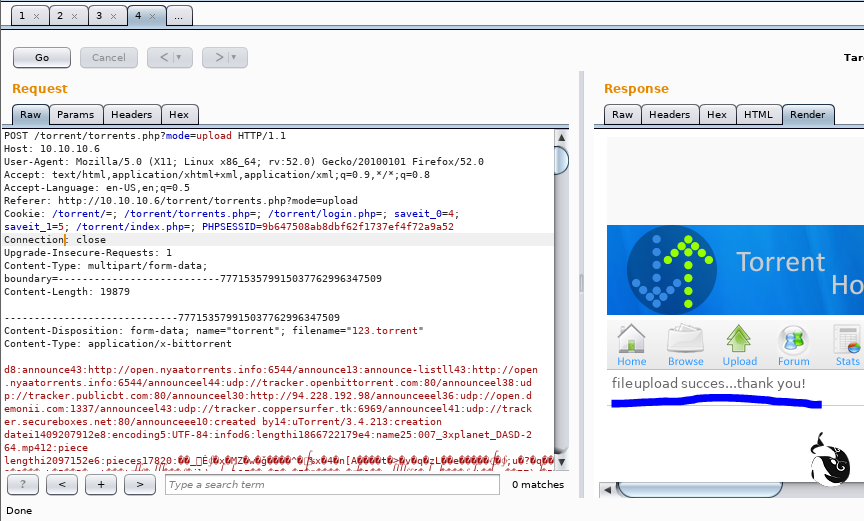 1 × 2 × 3 × 4 × ...
Go Cancel < > Tar
Request
Raw Params Headers Hex
POST /torrent/torrents.php?mode=upload HTTP/1.1
Host: 10.10.10.6
User-Agent: Mozilla/5.0 (X11; Linux x86_64; rv:52.0) Gecko/20100101 Firefox/52.0
Accept: text/html,application/xhtml+xml,application/xml;q=0.9,*/*;q=0.8
Accept-Language: en-US,en;q=0.5
Referer: http://10.10.10.6/torrent/torrents.php?mode=upload
Cookie: /torrent/=; /torrent/torrents.php=; /torrent/login.php=; saveit_0=4;
saveit_1=5; /torrent/index.php=; PHPSESSID=9b647508ab8dbf62f1737ef4f72a9a52
Connection: close
Upgrade-Insecure-Requests: 1
Content-Type: multipart/form-data;
boundary=---------------------------7771535799150377629963​47509
Content-Length: 19879
-----------------------------777153579915037762996347509
Content-Disposition: form-data; name="torrent"; filename="123.torrent"
Content-Type: application/x-bittorrent
d8:announce43:http://open.nyaatorrents.info:6544/announce13:announce-listll43:http://open
.nyaatorrents.info:6544/announceel44:udp://tracker.openbittorrent.com:80/announceel38:ud
p://tracker.publicbt.com:80/announceel30:http://94.228.192.98/announceel36:udp://open.d
emonii.com:1337/announcel43:udp://tracker.coppersurfer.tk:6969/announceel41:udp://track
er.secureboxes.net:80/announceee10:created by14:uTorrent/3.4.213:creation
datei1409207912e8:encoding5:UTF-84:infod6:lengthi1866722179e4:name25:007_3xplanet_DASD-2
64.mp412:piece
lengthi2097152e6:pieces17820:
? < + > Type a search term 0 matches
Done
Response
Raw Headers Hex HTML Render
Torrent
Ho
Home Browse Upload Forum Stats
fileupload succes...thank you!